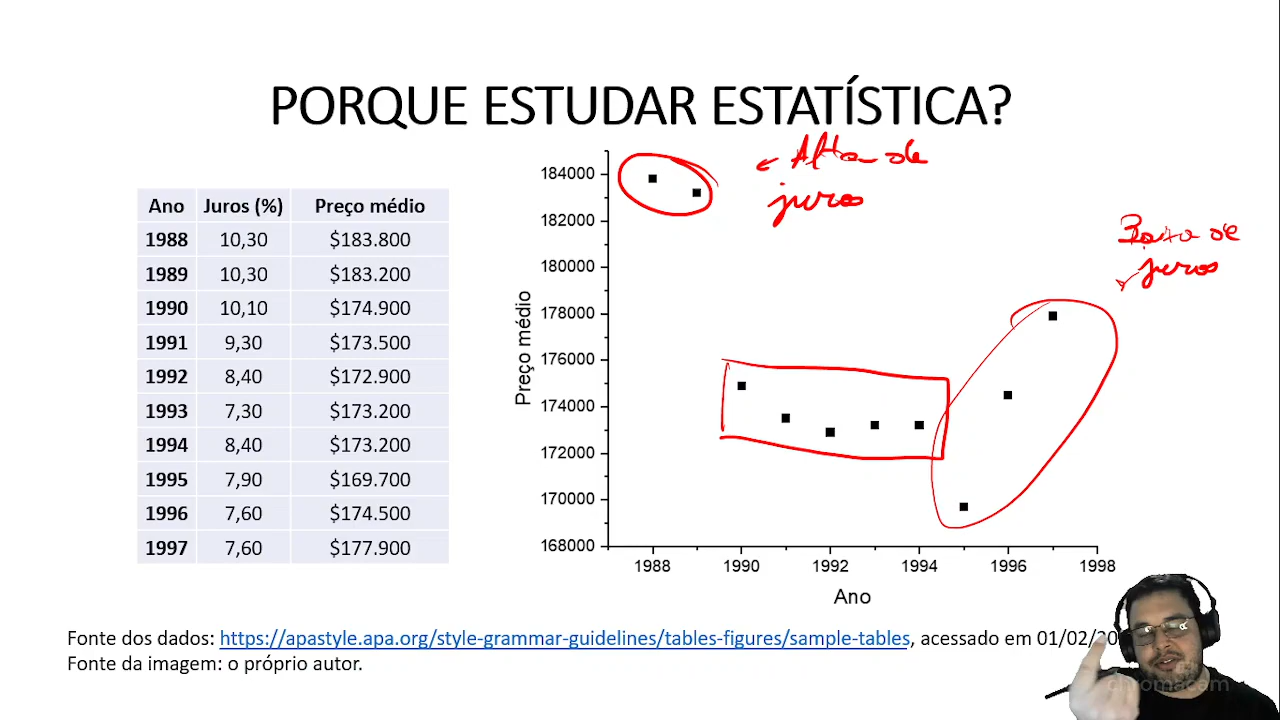 PORQUE ESTUDAR ESTATÍSTICA?
Ano Juros (%) Preço médio
1988 10,30 $183.800
1989 10,30 $183.200
1990 10,10 $174.900
1991 9,30 $173.500
1992 8,40 $172.900
1993 7,30 $173.200
1994 8,40 $173.200
1995 7,90 $169.700
1996 7,60 $174.500
1997 7,60 $177.900
Alta de
juros
Baixa de
juros
Preço médio
184000
182000
180000
178000
176000
174000
172000
170000
168000
1988 1990 1992 1994 1996 1998
Ano
Fonte dos dados: https://apastyle.apa.org/style-grammar-guidelines/tables-figures/sample-tables, acessado em 01/02/20
Fonte da imagem: o próprio autor.
chromacam